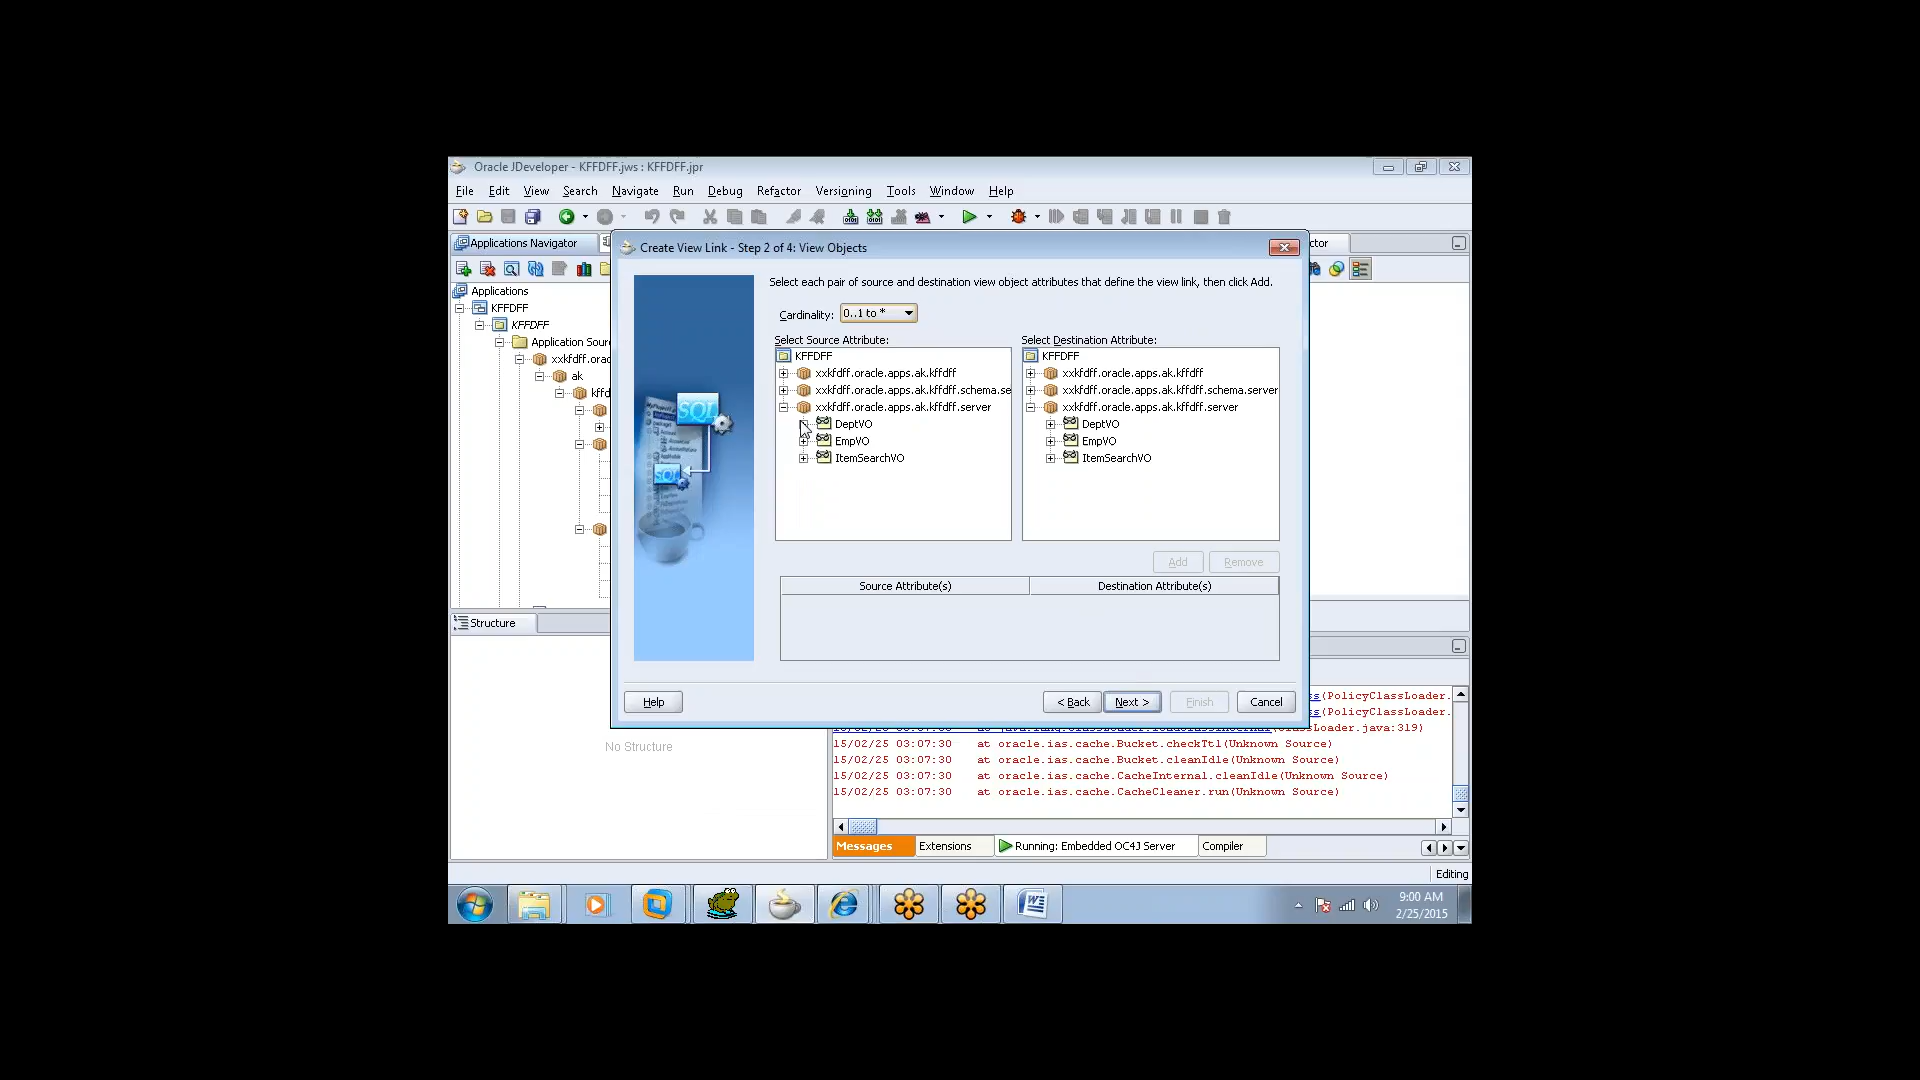 Oracle JDeveloper - KFFDFF.jws : KFFDFF.jpr
File Edit View Search Navigate Run Debug Refactor Versioning Tools Window Help
Applications Navigator
Create View Link - Step 2 of 4: View Objects
Applications
KFFDFF
KFFDFF
Application Sour
xxkfdff.orac
ak
kffd
Select each pair of source and destination view object attributes that define the view link, then click Add.
Cardinality: 0..1 to *
Select Source Attribute:
KFFDFF
xxkfdff.oracle.apps.ak.kffdff
xxkfdff.oracle.apps.ak.kffdff.schema.se
xxkfdff.oracle.apps.ak.kffdff.server
DeptVO
EmpVO
ItemSearchVO
Select Destination Attribute:
KFFDFF
xxkfdff.oracle.apps.ak.kffdff
xxkfdff.oracle.apps.ak.kffdff.schema.server
xxkfdff.oracle.apps.ak.kffdff.server
DeptVO
EmpVO
ItemSearchVO
Add Remove
Source Attribute(s) Destination Attribute(s)
Help < Back Next > Finish Cancel
Structure
No Structure
(PolicyClassLoader.
(PolicyClassLoader.
ClassLoader.java:319)
15/02/25 03:07:30 at oracle.ias.cache.Bucket.checkTtl(Unknown Source)
15/02/25 03:07:30 at oracle.ias.cache.Bucket.cleanIdle(Unknown Source)
15/02/25 03:07:30 at oracle.ias.cache.CacheInternal.cleanIdle(Unknown Source)
15/02/25 03:07:30 at oracle.ias.cache.CacheCleaner.run(Unknown Source)
Messages Extensions Running: Embedded OC4J Server Compiler
Editing
9:00 AM
2/25/2015